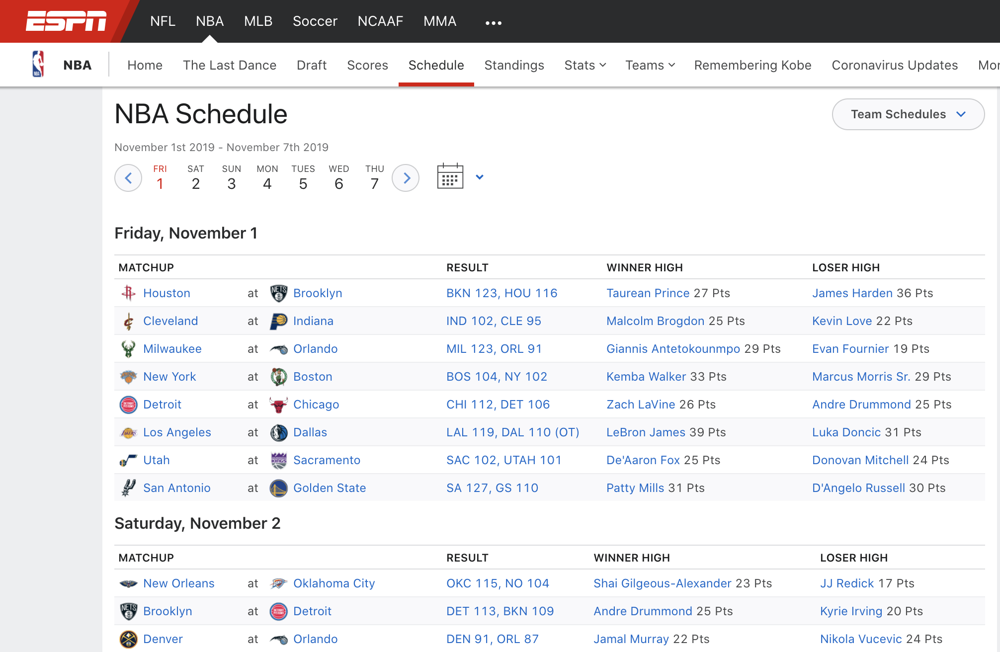 ESPN NFL NBA MLB Soccer NCAAF MMA
NBA Home The Last Dance Draft Scores Schedule Standings Stats Teams Remembering Kobe Coronavirus Updates
NBA Schedule
Team Schedules
November 1st 2019 - November 7th 2019
FRI SAT SUN MON TUES WED THU
1 2 3 4 5 6 7
Friday, November 1
MATCHUP RESULT WINNER HIGH LOSER HIGH
Houston at Brooklyn BKN 123, HOU 116 Taurean Prince 27 Pts James Harden 36 Pts
Cleveland at Indiana IND 102, CLE 95 Malcolm Brogdon 25 Pts Kevin Love 22 Pts
Milwaukee at Orlando MIL 123, ORL 91 Giannis Antetokounmpo 29 Pts Evan Fournier 19 Pts
New York at Boston BOS 104, NY 102 Kemba Walker 33 Pts Marcus Morris Sr. 29 Pts
Detroit at Chicago CHI 112, DET 106 Zach LaVine 26 Pts Andre Drummond 25 Pts
Los Angeles at Dallas LAL 119, DAL 110 (OT) LeBron James 39 Pts Luka Doncic 31 Pts
Utah at Sacramento SAC 102, UTAH 101 De'Aaron Fox 25 Pts Donovan Mitchell 24 Pts
San Antonio at Golden State SA 127, GS 110 Patty Mills 31 Pts D'Angelo Russell 30 Pts
Saturday, November 2
MATCHUP RESULT WINNER HIGH LOSER HIGH
New Orleans at Oklahoma City OKC 115, NO 104 Shai Gilgeous-Alexander 23 Pts JJ Redick 17 Pts
Brooklyn at Detroit DET 113, BKN 109 Andre Drummond 25 Pts Kyrie Irving 20 Pts
Denver at Orlando DEN 91, ORL 87 Jamal Murray 22 Pts Nikola Vucevic 24 Pts